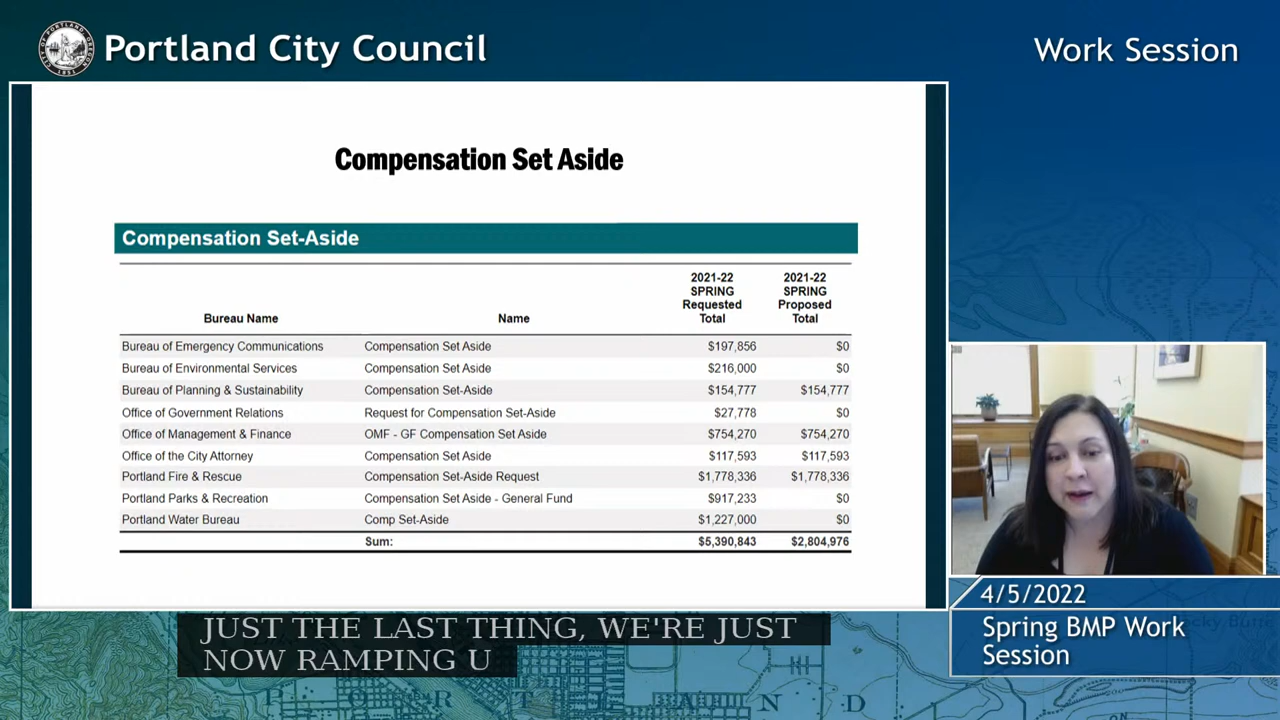 Portland City Council
Work Session
Compensation Set Aside
Compensation Set-Aside
Bureau Name Name 2021-22 SPRING Requested Total 2021-22 SPRING Proposed Total
Bureau of Emergency Communications Compensation Set Aside $197,856 $0
Bureau of Environmental Services Compensation Set Aside $216,000 $0
Bureau of Planning & Sustainability Compensation Set-Aside $154,777 $154,777
Office of Government Relations Request for Compensation Set-Aside $27,778 $0
Office of Management & Finance OMF - GF Compensation Set Aside $754,270 $754,270
Office of the City Attorney Compensation Set Aside $117,593 $117,593
Portland Fire & Rescue Compensation Set-Aside Request $1,778,336 $1,778,336
Portland Parks & Recreation Compensation Set Aside - General Fund $917,233 $0
Portland Water Bureau Comp Set-Aside $1,227,000 $0
Sum: $5,390,843 $2,804,976
4/5/2022
Spring BMP Work
Session
JUST THE LAST THING, WE'RE JUST
NOW RAMPING U